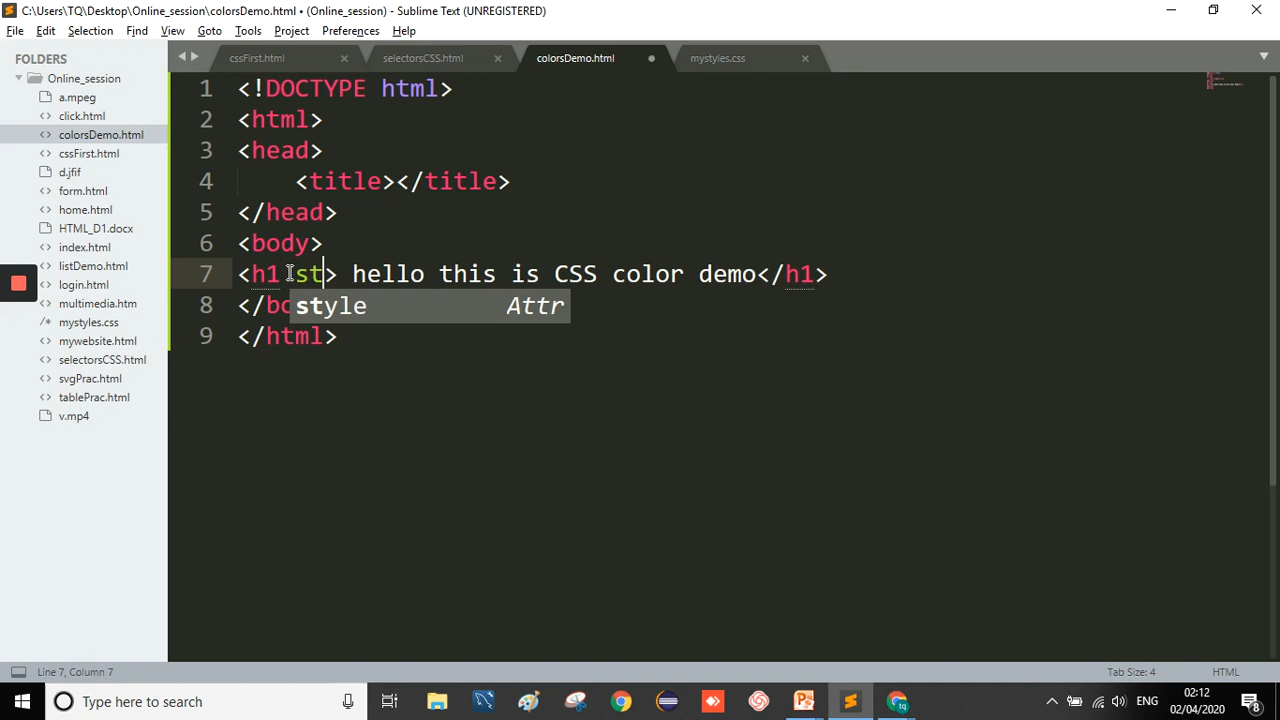 C:\Users\TQ\Desktop\Online_session\colorsDemo.html • (Online_session) - Sublime Text (UNREGISTERED)
File Edit Selection Find View Goto Tools Project Preferences Help
FOLDERS
Online_session
a.mpeg
click.html
colorsDemo.html
cssFirst.html
d.jfif
form.html
home.html
HTML_D1.docx
index.html
listDemo.html
login.html
multimedia.htm
mystyles.css
mywebsite.html
selectorsCSS.html
svgPrac.html
tablePrac.html
v.mp4
cssFirst.html selectorsCSS.html colorsDemo.html mystyles.css
1 <!DOCTYPE html>
2 <html>
3 <head>
4 <title></title>
5 </head>
6 <body>
7 <h1 st> hello this is CSS color demo</h1>
8 </bo
style Attr
9 </html>
Line 7, Column 7 Tab Size: 4 HTML
Type here to search
tq
ENG 02:12
02/04/2020
8